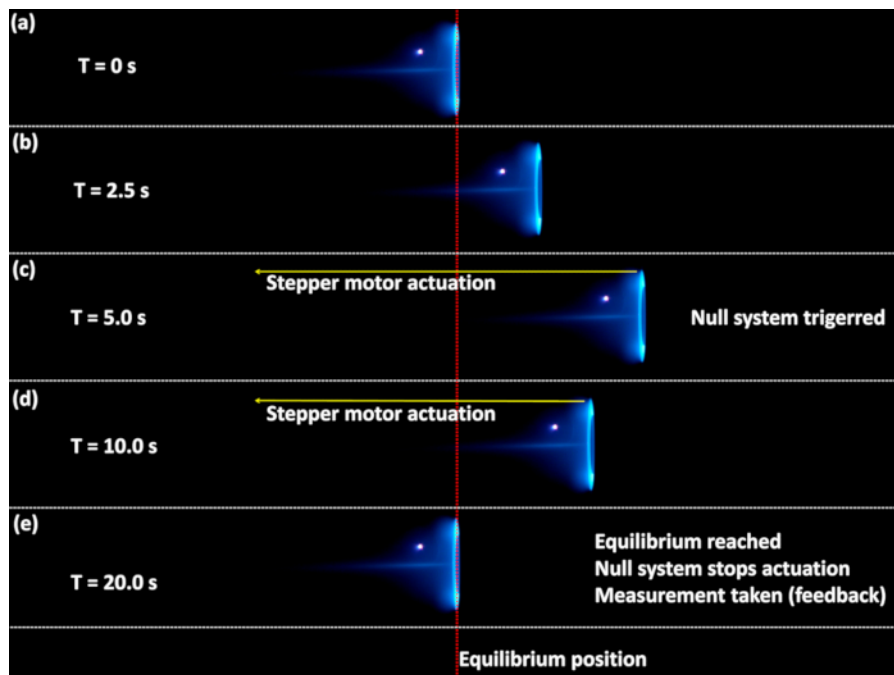 (a)
T = 0 s
(b)
T = 2.5 s
(c)
Stepper motor actuation
T = 5.0 s
Null system trigerred
(d)
Stepper motor actuation
T = 10.0 s
(e)
Equilibrium reached
Null system stops actuation
T = 20.0 s
Measurement taken (feedback)
Equilibrium position